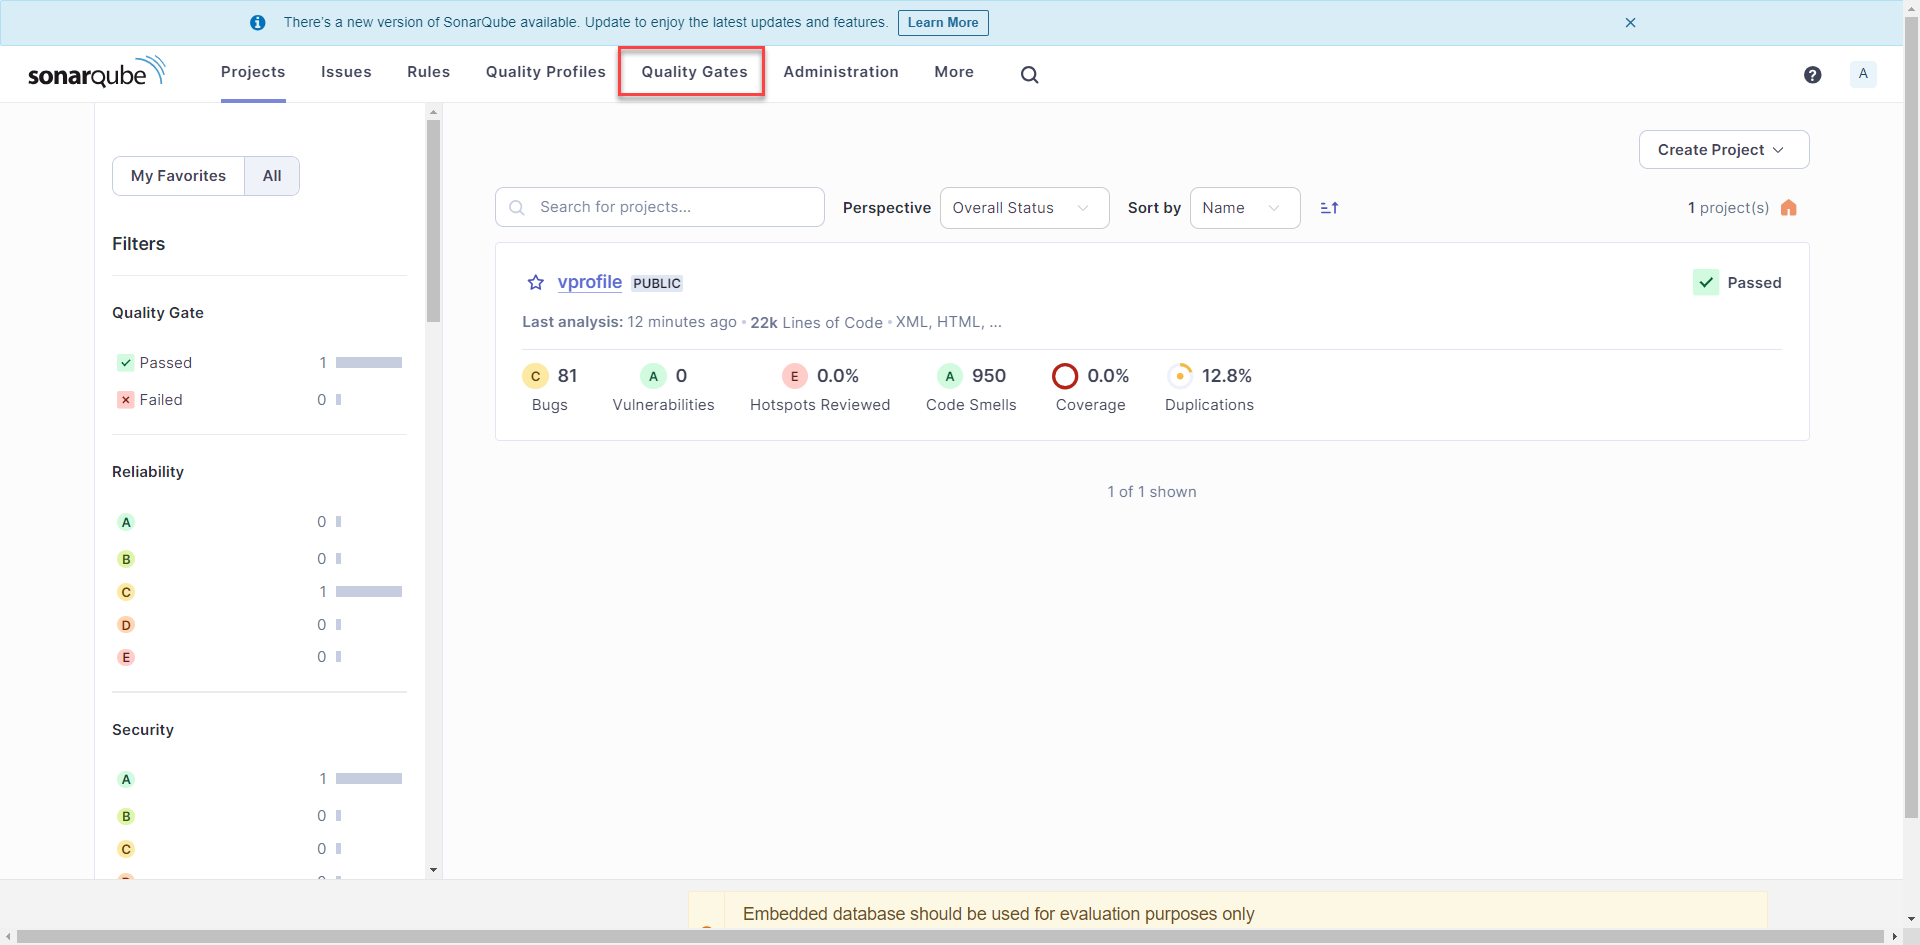 There's a new version of SonarQube available. Update to enjoy the latest updates and features. Learn More
sonarqube Projects Issues Rules Quality Profiles Quality Gates Administration More ? A
My Favorites All
Filters
Quality Gate
Passed 1
Failed 0
Reliability
A 0
B 0
C 1
D 0
E 0
Security
A 1
B 0
C 0
Create Project
Search for projects... Perspective Overall Status Sort by Name 1 project(s)
vprofile PUBLIC Passed
Last analysis: 12 minutes ago • 22k Lines of Code • XML, HTML, ...
C 81 A 0 E 0.0% A 950 0.0% 12.8%
Bugs Vulnerabilities Hotspots Reviewed Code Smells Coverage Duplications
1 of 1 shown
Embedded database should be used for evaluation purposes only